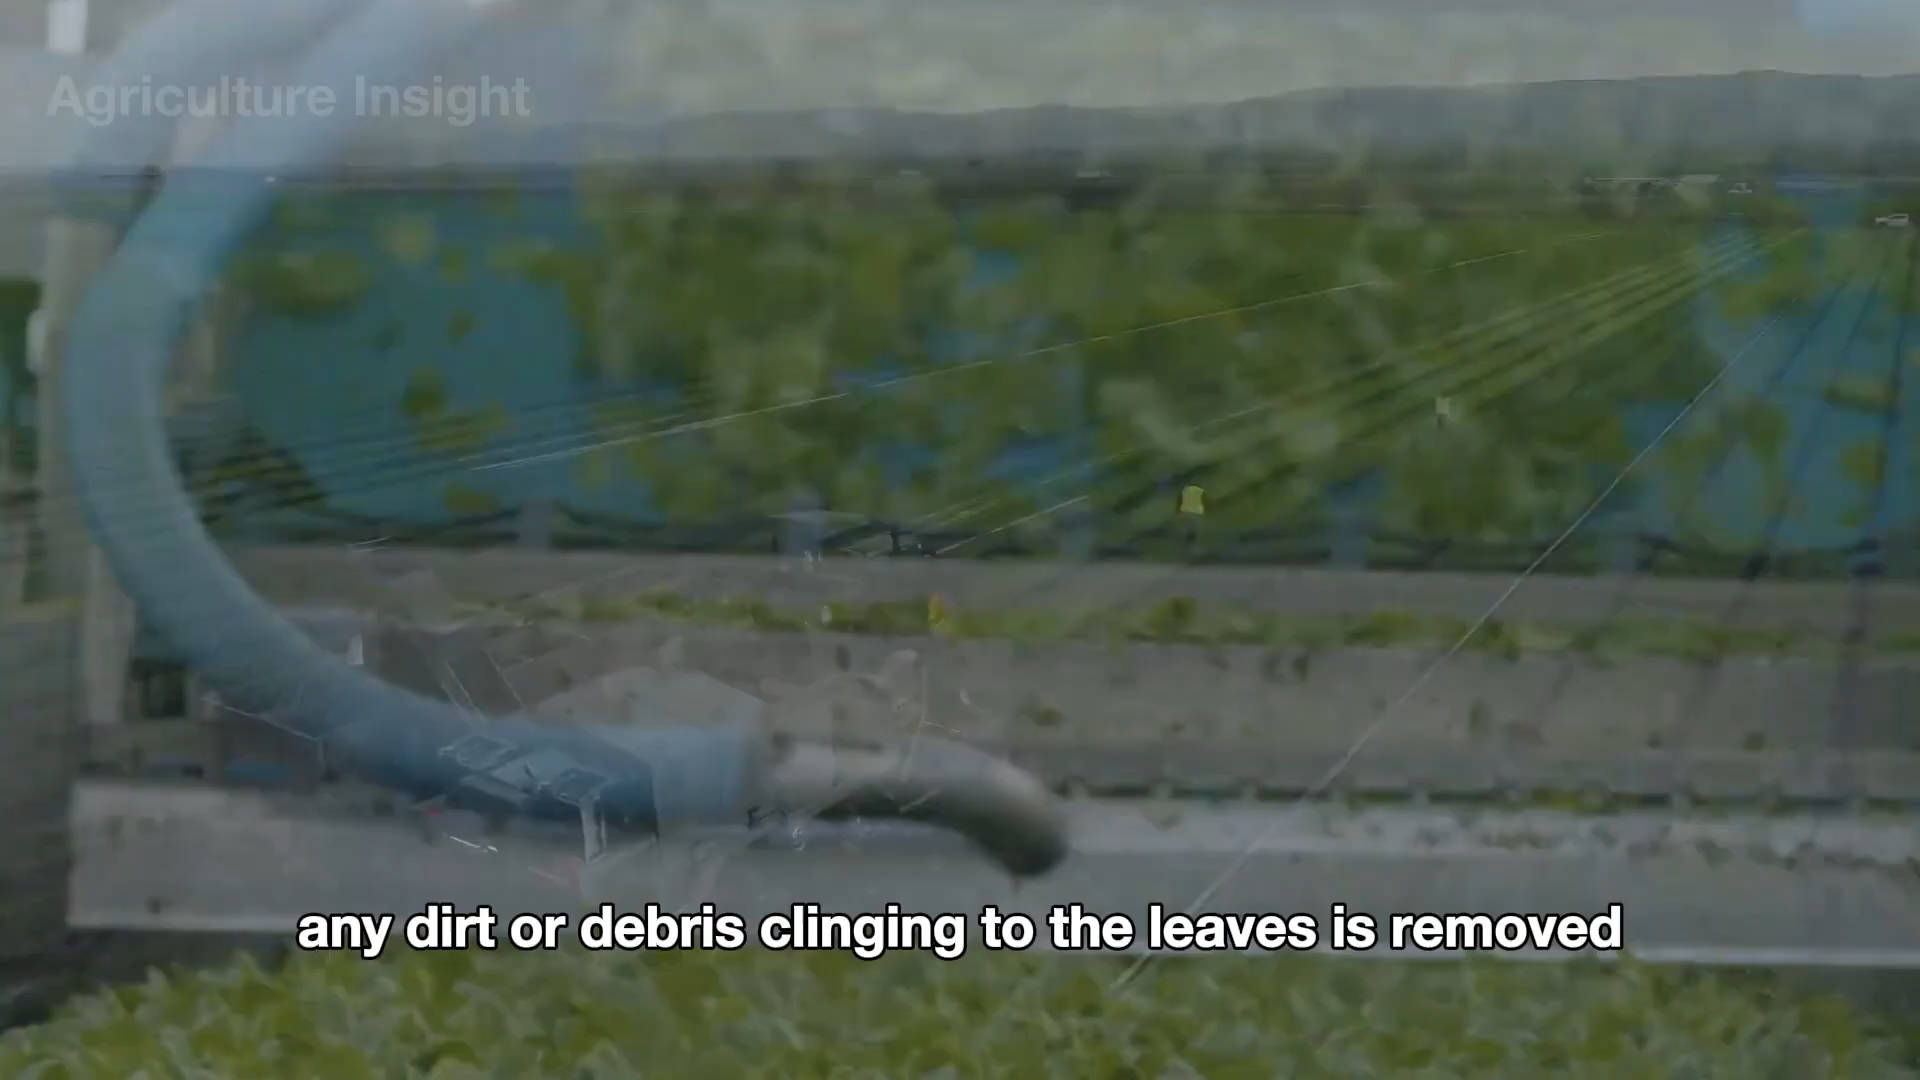 Agriculture Insight
any dirt or debris clinging to the leaves is removed